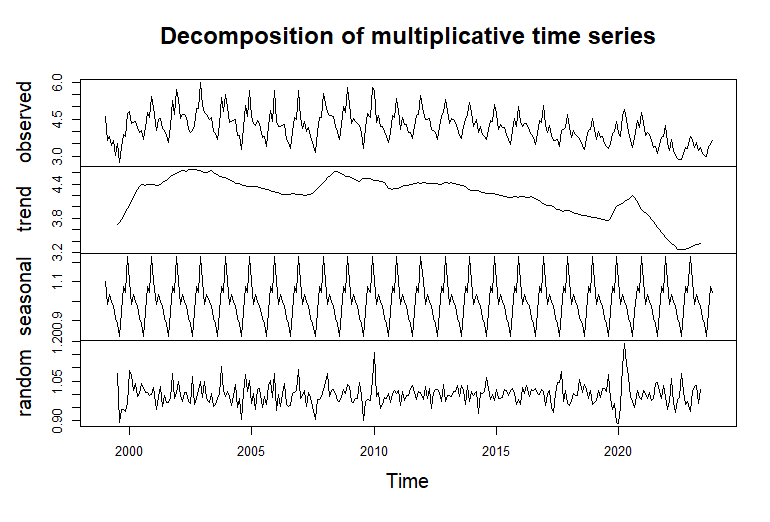 Decomposition of multiplicative time series
observed
3.0 4.5 6.0
trend
3.2 3.8 4.4
seasonal
0.9 1.1
random
0.90 1.05 1.20
2000 2005 2010 2015 2020
Time